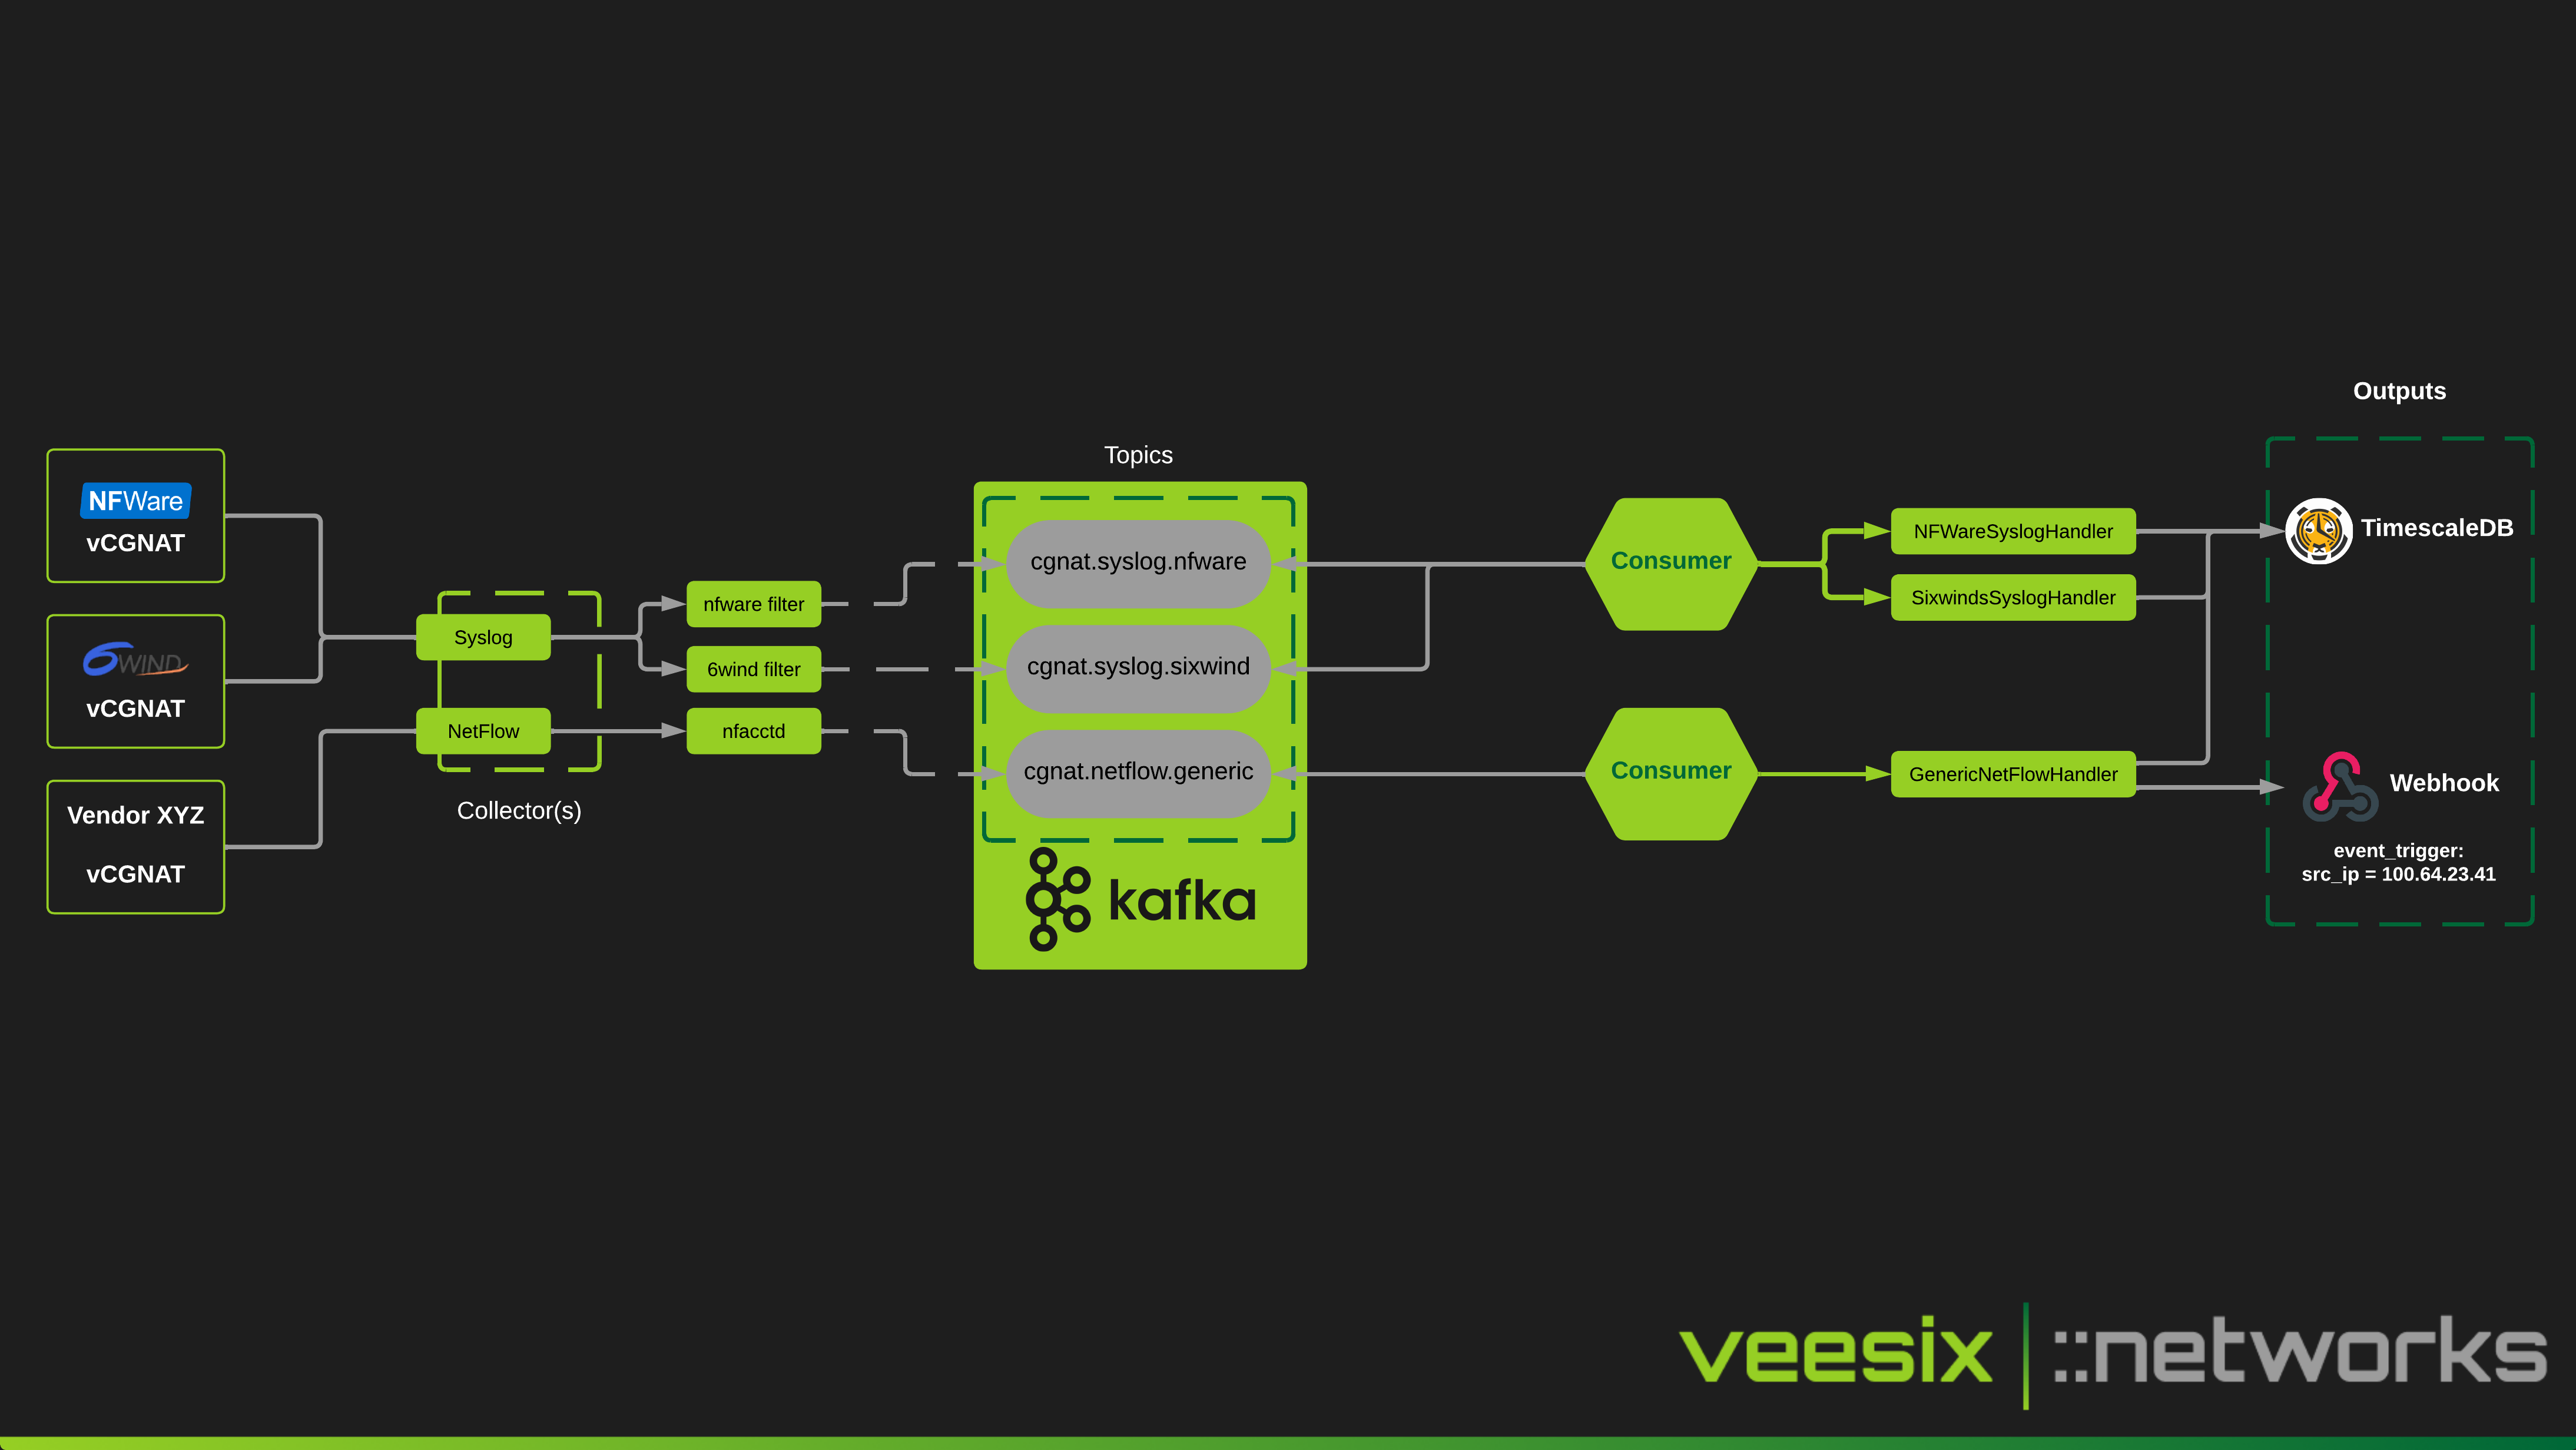 NFWare
vCGNAT
6WIND
vCGNAT
Vendor XYZ
vCGNAT
Syslog
NetFlow
Collector(s)
nfware filter
6wind filter
nfacctd
Topics
cgnat.syslog.nfware
cgnat.syslog.sixwind
cgnat.netflow.generic
kafka
Consumer
Consumer
NFWareSyslogHandler
SixwindsSyslogHandler
GenericNetFlowHandler
Outputs
TimescaleDB
Webhook
event_trigger:
src_ip = 100.64.23.41
veesix | ::networks